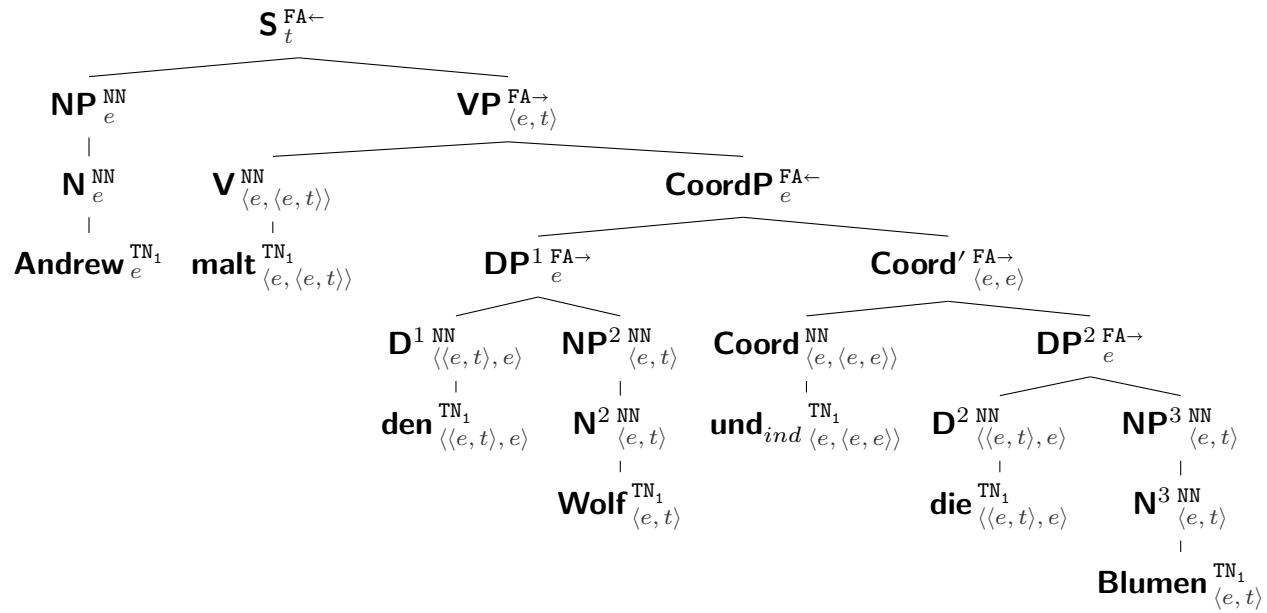 S FA← t
NP NN e VP FA→ ⟨e, t⟩
N NN e V NN ⟨e, ⟨e, t⟩⟩ CoordP FA← e
Andrew TN₁ e malt TN₁ ⟨e, ⟨e, t⟩⟩ DP¹ FA→ e Coord′ FA→ ⟨e, e⟩
D¹ NN ⟨⟨e, t⟩, e⟩ NP² NN ⟨e, t⟩ Coord NN ⟨e, ⟨e, e⟩⟩ DP² FA→ e
den TN₁ ⟨⟨e, t⟩, e⟩ N² NN ⟨e, t⟩ und ind TN₁ ⟨e, ⟨e, e⟩⟩ D² NN ⟨⟨e, t⟩, e⟩ NP³ NN ⟨e, t⟩
Wolf TN₁ ⟨e, t⟩ die TN₁ ⟨⟨e, t⟩, e⟩ N³ NN ⟨e, t⟩
Blumen TN₁ ⟨e, t⟩